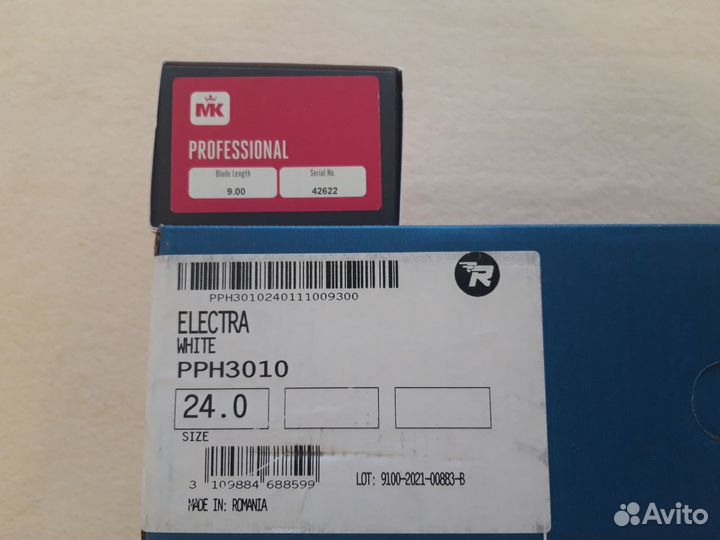 MK
PROFESSIONAL
Blade Length
Serial No.
9.00
42622
R
PPH3010240111009300
ELECTRA
WHITE
PPH3010
24.0
SIZE
3 109884 688599
LOT: 9100-2021-00883-B
MADE IN: ROMANIA
Avito